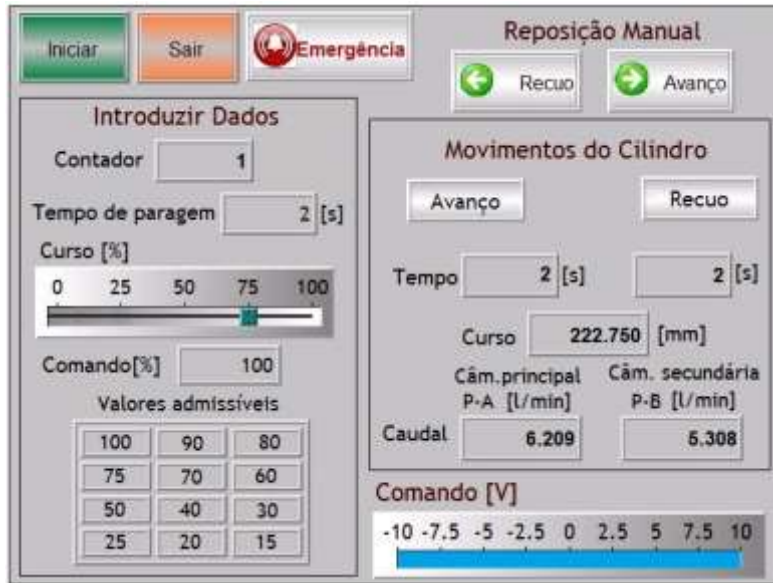 Iniciar
Sair
Emergência
Reposição Manual
Recuo
Avanço
Introduzir Dados
Contador 1
Tempo de paragem 2 [s]
Curso [%]
0 25 50 75 100
Comando[%] 100
Valores admissíveis
100 90 80
75 70 60
50 40 30
25 20 15
Movimentos do Cilindro
Avanço Recuo
Tempo 2 [s] 2 [s]
Curso 222.750 [mm]
Câm.principal Câm. secundária
P-A [l/min] P-B [l/min]
Caudal 6.209 5.308
Comando [V]
-10 -7.5 -5 -2.5 0 2.5 5 7.5 10